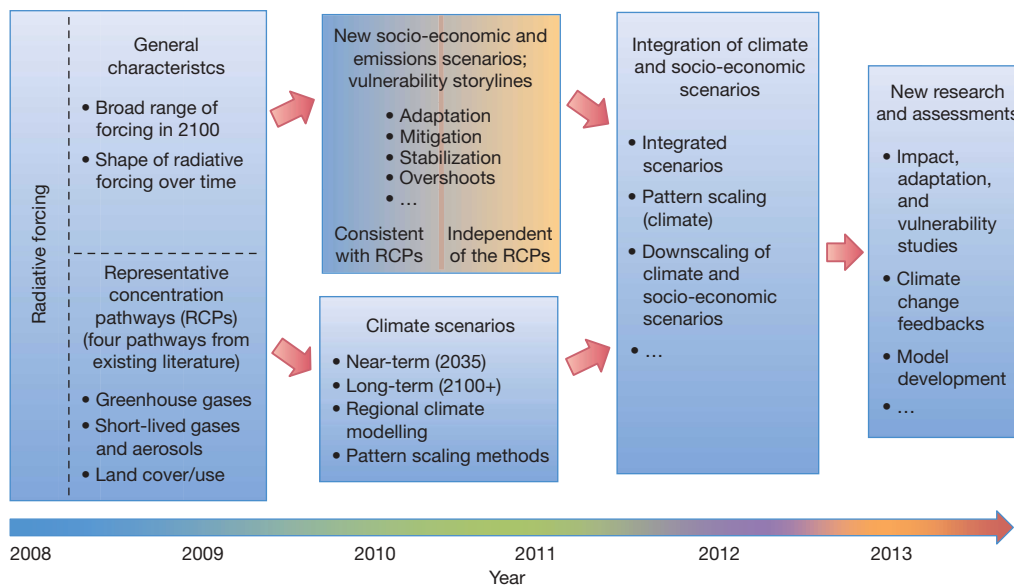 Radiative forcing
General
characteristcs
• Broad range of
forcing in 2100
• Shape of radiative
forcing over time
Representative
concentration
pathways (RCPs)
(four pathways from
existing literature)
• Greenhouse gases
• Short-lived gases
and aerosols
• Land cover/use
New socio-economic and
emissions scenarios;
vulnerability storylines
• Adaptation
• Mitigation
• Stabilization
• Overshoots
• ...
Consistent
with RCPs
Independent
of the RCPs
Climate scenarios
• Near-term (2035)
• Long-term (2100+)
• Regional climate
modelling
• Pattern scaling methods
Integration of climate
and socio-economic
scenarios
• Integrated
scenarios
• Pattern scaling
(climate)
• Downscaling of
climate and
socio-economic
scenarios
• ...
New research
and assessments
• Impact,
adaptation,
and
vulnerability
studies
• Climate
change
feedbacks
• Model
development
• ...
2008 2009 2010 2011 2012 2013
Year